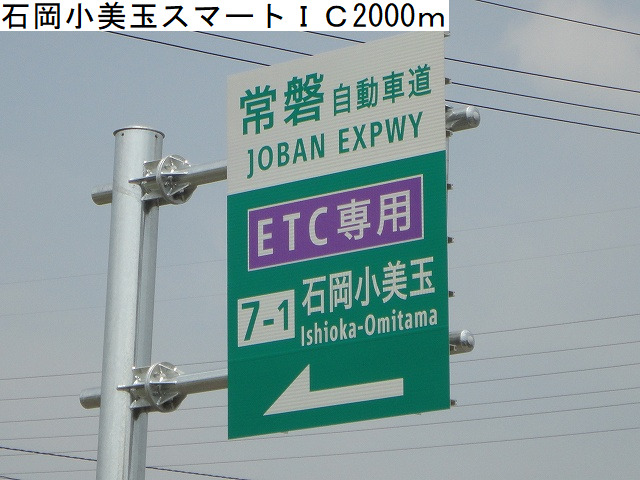 石岡小美玉スマートＩＣ2000ｍ
常磐自動車道
JOBAN EXPWY
ETC専用
7-1 石岡小美玉
Ishioka-Omitama